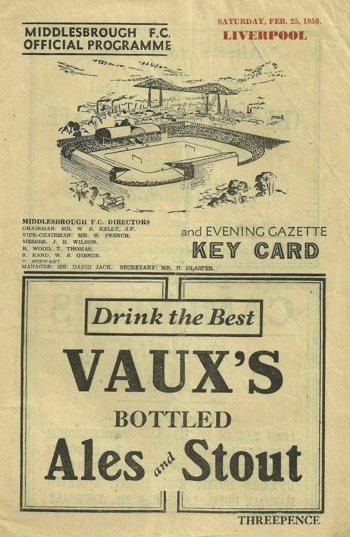 MIDDLESBROUGH F.C.
OFFICIAL PROGRAMME
SATURDAY, FEB. 25, 1950.
LIVERPOOL
MIDDLESBROUGH F.C. DIRECTORS
CHAIRMAN: MR. W. H. KELLY, J.P.
VICE-CHAIRMAN: MR. H. FRENCH.
MESSRS. J. H. WILSON,
R. WOOD, T. THOMAS,
R. RAND, W. S. GIBSON,
T. STEWART.
MANAGER: MR DAVID JACK. SECRETARY: MR. H. GLASPER.
and EVENING GAZETTE
KEY CARD
Drink the Best
VAUX'S
BOTTLED
Ales and Stout
THREEPENCE